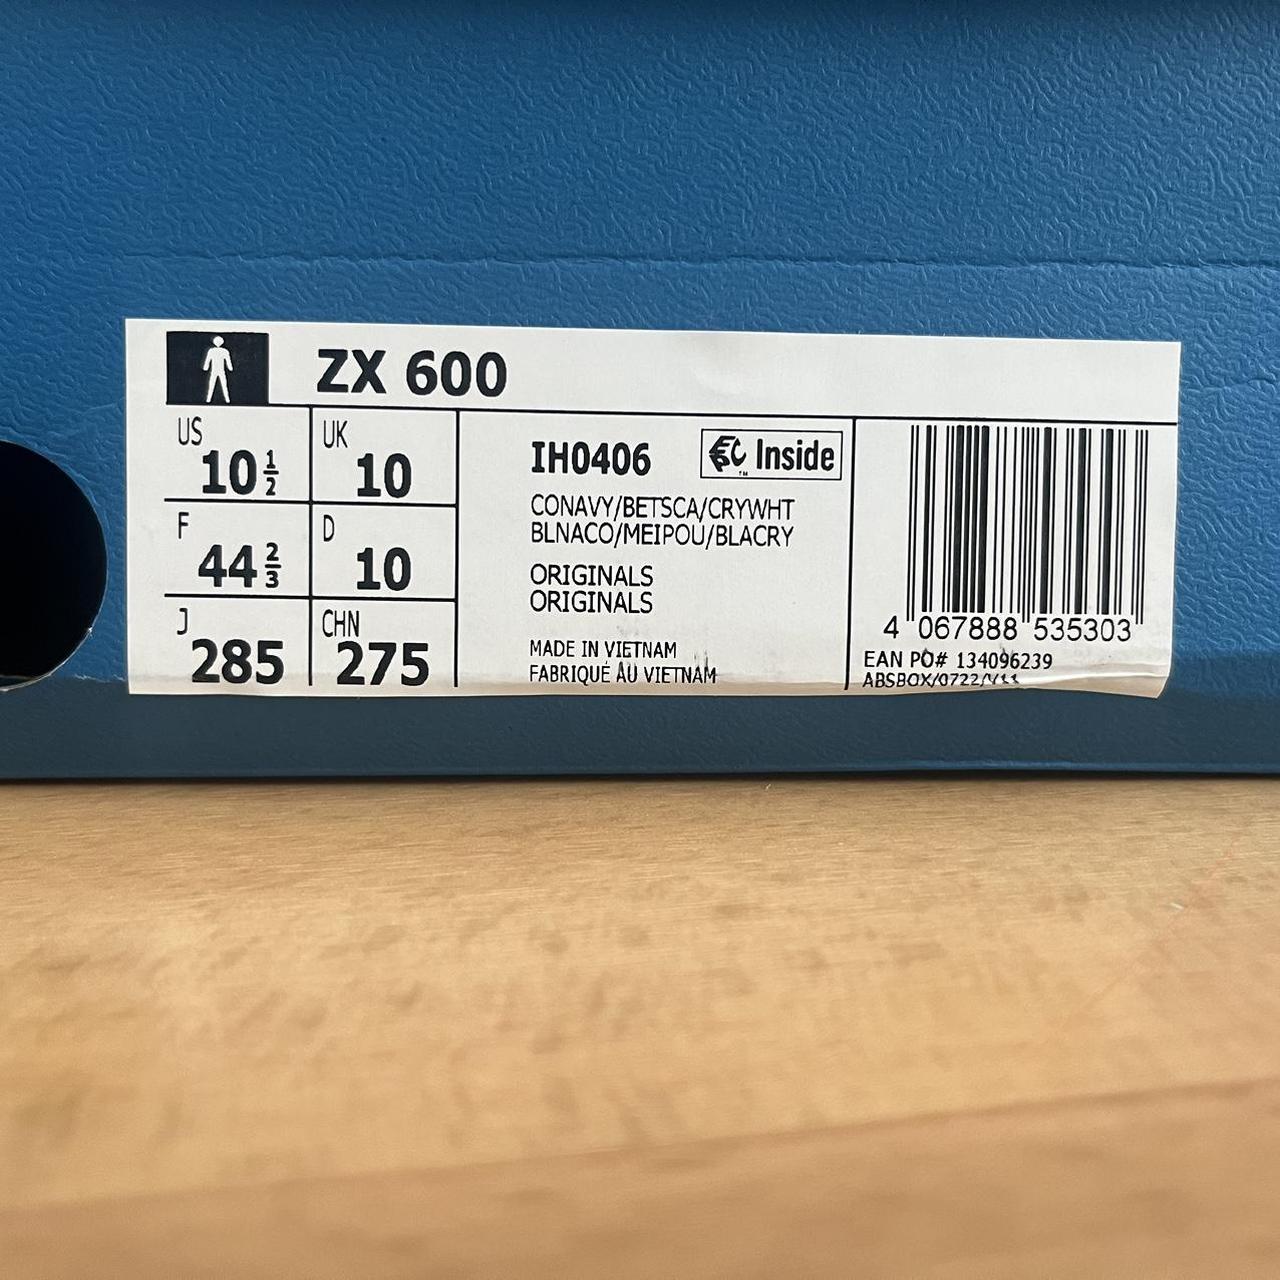 ZX 600
US 10 1/2
UK 10
F 44 2/3
D 10
J 285
CHN 275
IH0406
Inside
™
CONAVY/BETSCA/CRYWHT
BLNACO/MEIPOU/BLACRY
ORIGINALS
ORIGINALS
MADE IN VIETNAM
FABRIQUÉ AU VIETNAM
4 067888 535303
EAN PO# 134096239